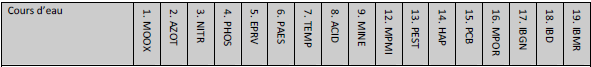 Cours d'eau
1. MOOX
2. AZOT
3. NITR
4. PHOS
5. EPRV
6. PAES
7. TEMP
8. ACID
9. MINE
12. MPMI
13. PEST
14. HAP
15. PCB
16. MPOR
17. IBGN
18. IBD
19. IBMR